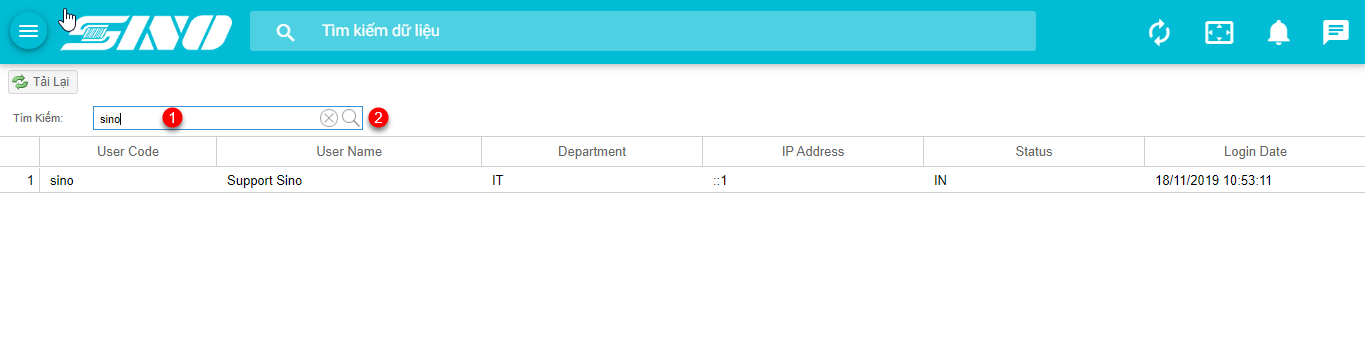 SINO Tìm kiếm dữ liệu
Tải Lại
Tìm Kiếm: sino 1 2
User Code User Name Department IP Address Status Login Date
1 sino Support Sino IT ::1 IN 18/11/2019 10:53:11